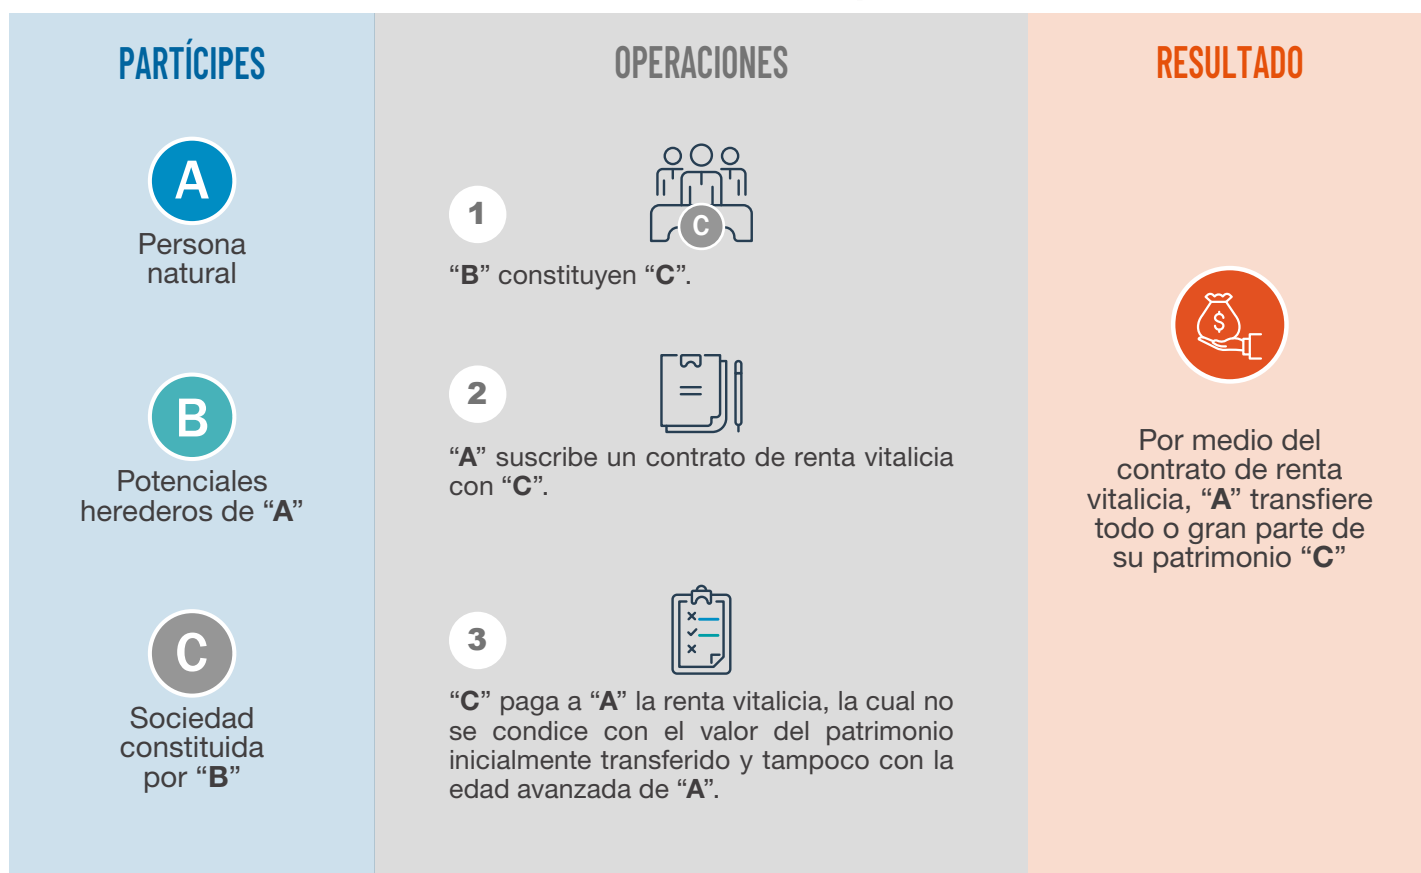 PARTÍCIPES
A
Persona
natural
B
Potenciales
herederos de “A”
C
Sociedad
constituida
por “B”
OPERACIONES
1
C
“B” constituyen “C”.
2
“A” suscribe un contrato de renta vitalicia
con “C”.
3
“C” paga a “A” la renta vitalicia, la cual no
se condice con el valor del patrimonio
inicialmente transferido y tampoco con la
edad avanzada de “A”.
RESULTADO
$
Por medio del
contrato de renta
vitalicia, “A” transfiere
todo o gran parte de
su patrimonio “C”